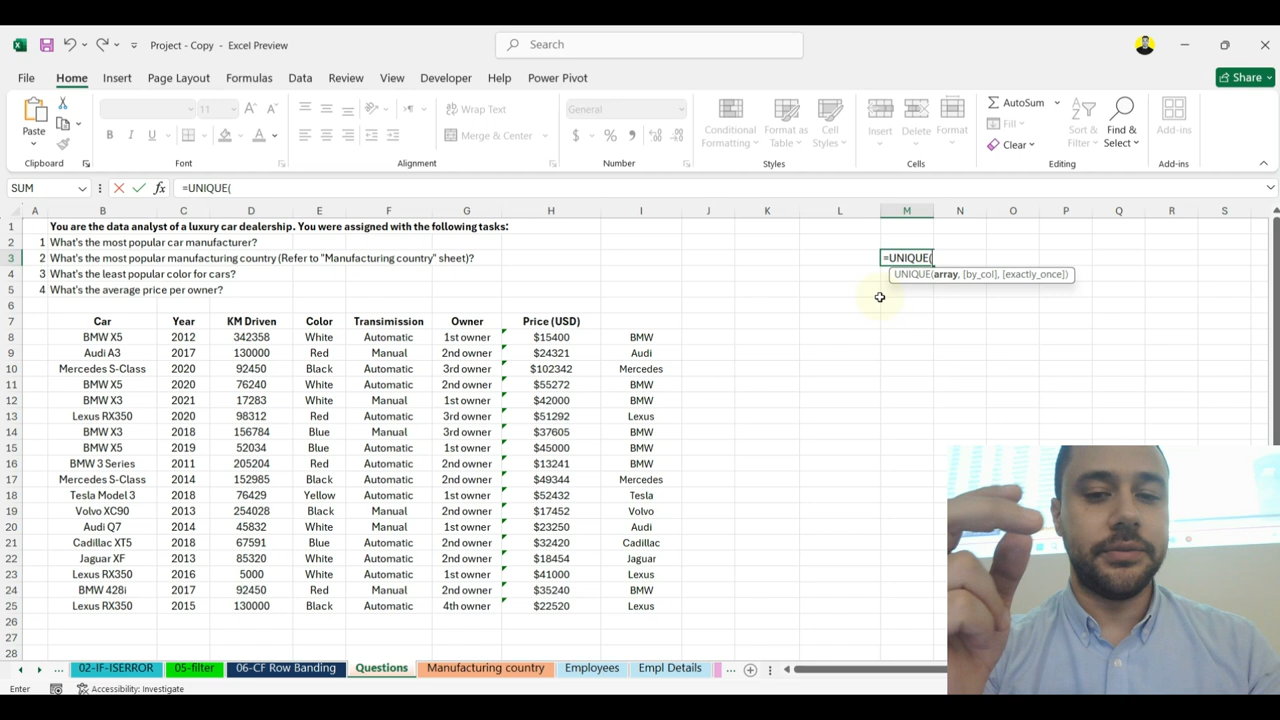 Project - Copy - Excel Preview
Search
File Home Insert Page Layout Formulas Data Review View Developer Help Power Pivot
Share
Paste
11
Wrap Text
Merge & Center
General
Conditional Formatting
Format as Table
Cell Styles
Insert
Delete
Format
AutoSum
Fill
Clear
Sort & Filter
Find & Select
Add-ins
Clipboard Font Alignment Number Styles Cells Editing Add-ins
SUM fx =UNIQUE(
A B C D E F G H I J K L M N O P Q R S
1 You are the data analyst of a luxury car dealership. You were assigned with the following tasks:
2 1 What's the most popular car manufacturer?
3 2 What's the most popular manufacturing country (Refer to "Manufacturing country" sheet)? =UNIQUE(
UNIQUE(array, [by_col], [exactly_once])
4 3 What's the least popular color for cars?
5 4 What's the average price per owner?
6
7 Car Year KM Driven Color Transimission Owner Price (USD)
8 BMW X5 2012 342358 White Automatic 1st owner $15400 BMW
9 Audi A3 2017 130000 Red Manual 2nd owner $24321 Audi
10 Mercedes S-Class 2020 92450 Black Automatic 3rd owner $102342 Mercedes
11 BMW X5 2020 76240 White Automatic 2nd owner $55272 BMW
12 BMW X3 2021 17283 White Manual 1st owner $42000 BMW
13 Lexus RX350 2020 98312 Red Automatic 3rd owner $51292 Lexus
14 BMW X3 2018 156784 Blue Manual 3rd owner $37605 BMW
15 BMW X5 2019 52034 Blue Automatic 1st owner $45000 BMW
16 BMW 3 Series 2011 205204 Red Automatic 2nd owner $13241 BMW
17 Mercedes S-Class 2014 152985 Black Automatic 2nd owner $49344 Mercedes
18 Tesla Model 3 2018 76429 Yellow Automatic 1st owner $52432 Tesla
19 Volvo XC90 2013 254028 Black Manual 2nd owner $17452 Volvo
20 Audi Q7 2014 45832 White Manual 1st owner $23250 Audi
21 Cadillac XT5 2018 67591 Blue Automatic 2nd owner $32420 Cadillac
22 Jaguar XF 2013 85320 White Automatic 2nd owner $18454 Jaguar
23 Lexus RX350 2016 5000 White Automatic 1st owner $41000 Lexus
24 BMW 428i 2017 92450 Red Manual 2nd owner $35240 BMW
25 Lexus RX350 2015 130000 Black Automatic 4th owner $22520 Lexus
26
27
28
... 02-IF-ISERROR 05-filter 06-CF Row Banding Questions Manufacturing country Employees Empl Details ...
Enter Accessibility: Investigate